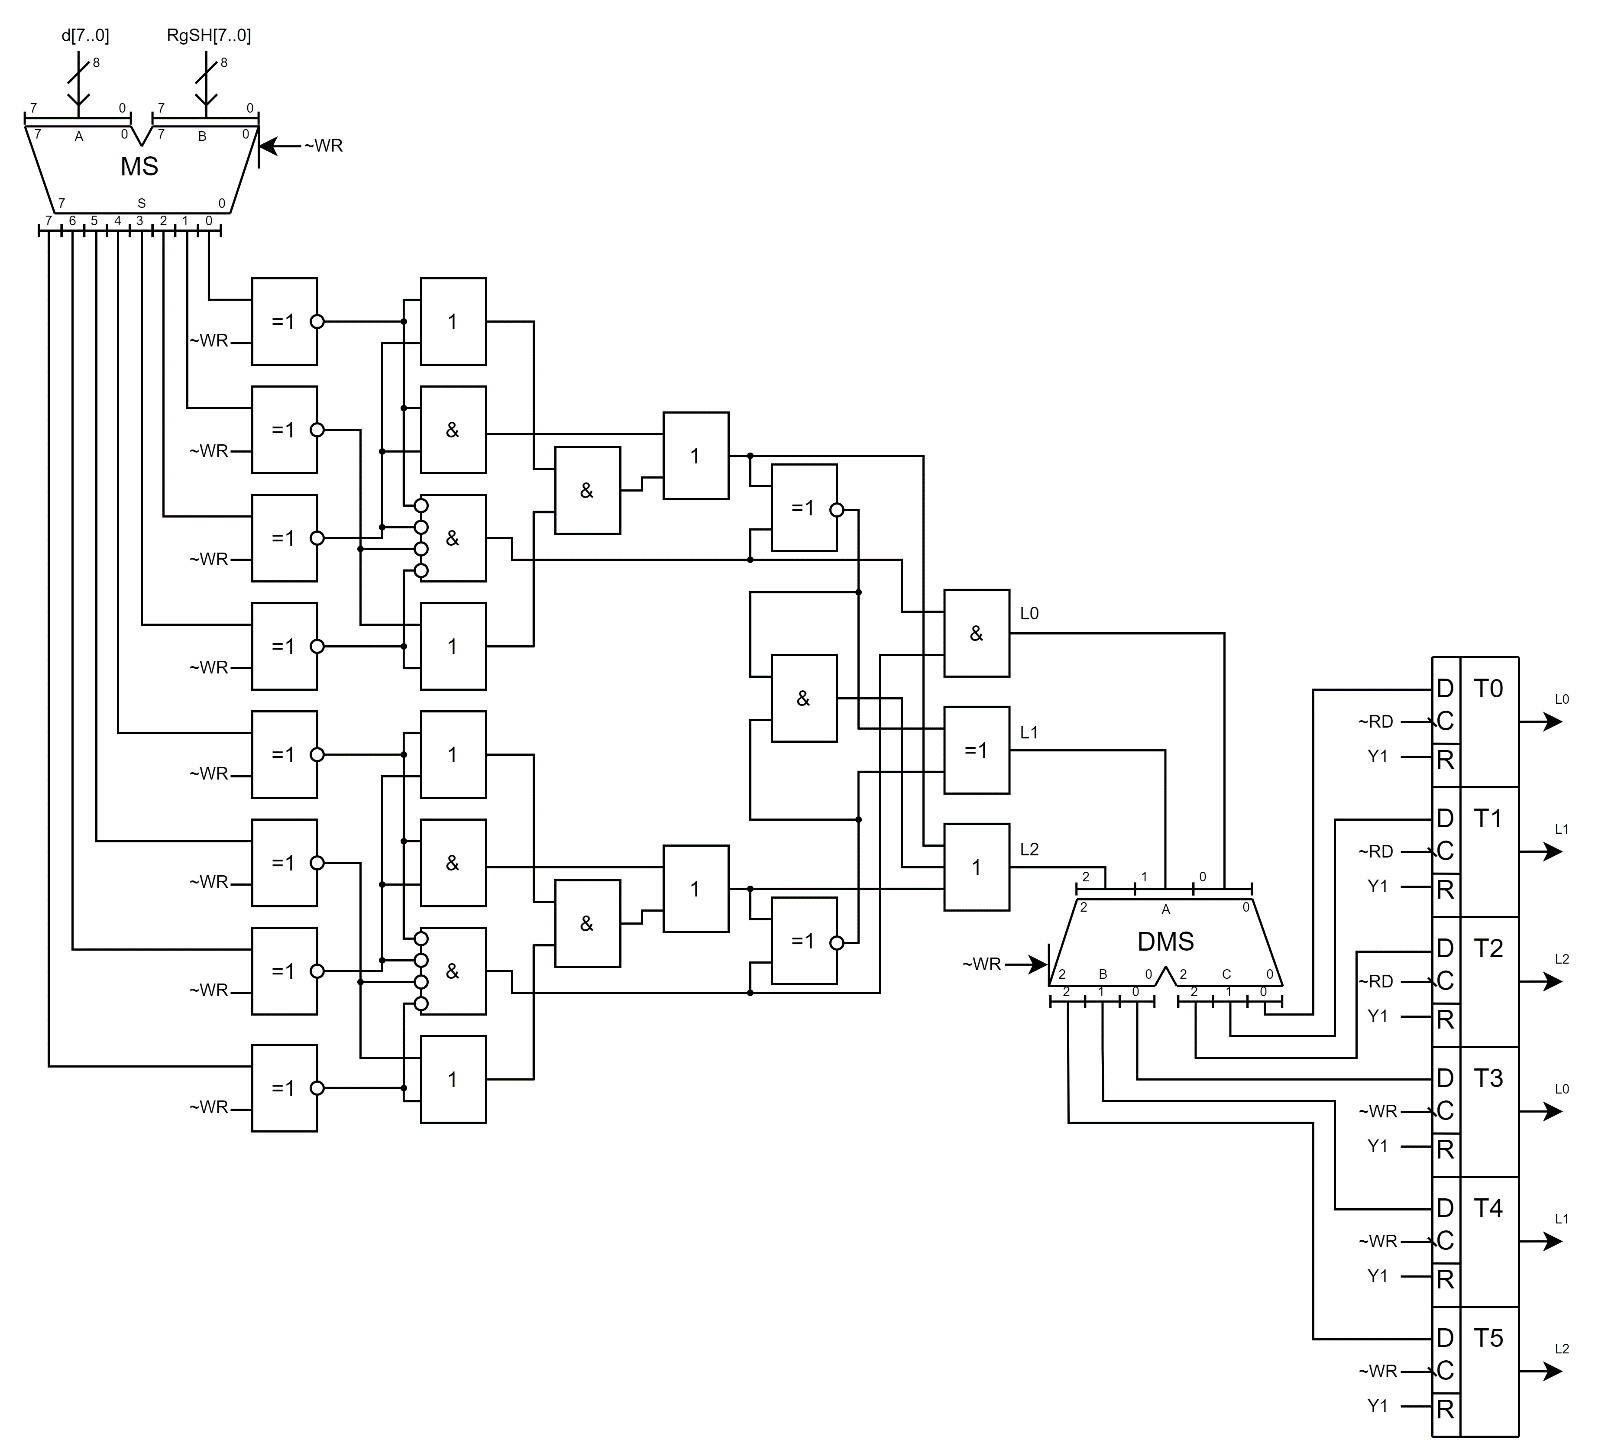 d[7..0] RgSH[7..0]
8 8
7 0 7 0
7 A 0 7 B 0
~WR
MS
7 S 0
7 6 5 4 3 2 1 0
=1 1
~WR
=1 &
~WR
=1 &
~WR
=1 1
~WR
=1 1
~WR
=1 &
~WR
=1 &
~WR
=1 1
~WR
&
1
=1
&
&
1
=1
& L0
=1 L1
1 L2
2 1 0
2 A 0
DMS
~WR
2 B 0 2 C 0
2 1 0 2 1 0
D T0 L0
~RD C
Y1 R
D T1 L1
~RD C
Y1 R
D T2 L2
~RD C
Y1 R
D T3 L0
~WR C
Y1 R
D T4 L1
~WR C
Y1 R
D T5 L2
~WR C
Y1 R